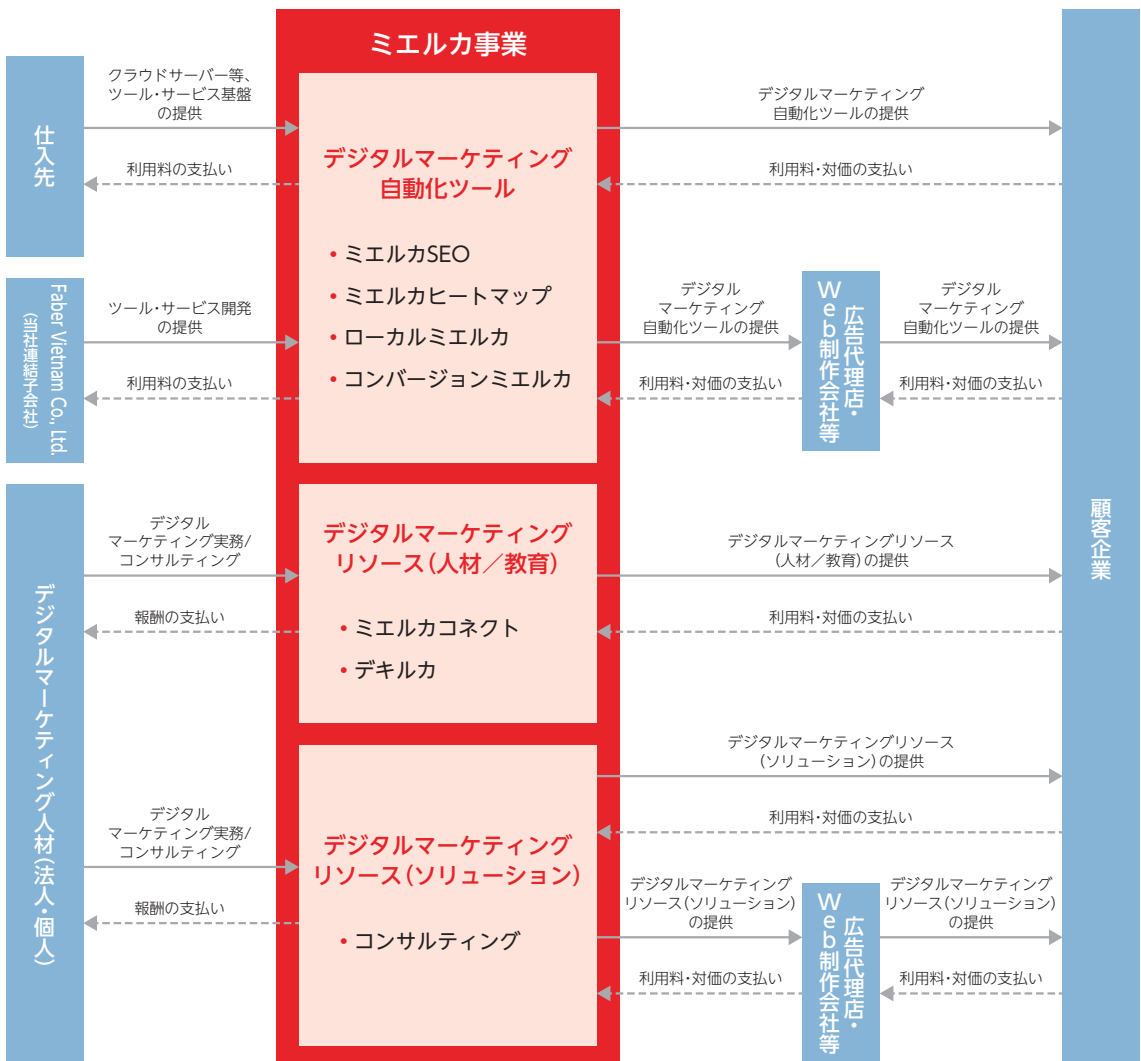 ミエルカ事業
仕入先
クラウドサーバー等、
ツール・サービス基盤
の提供
利用料の支払い
デジタルマーケティング
自動化ツール
・ミエルカSEO
・ミエルカヒートマップ
・ローカルミエルカ
・コンバージョンミエルカ
デジタルマーケティング
自動化ツールの提供
利用料・対価の支払い
Faber Vietnam Co., Ltd.
(当社連結子会社)
ツール・サービス開発
の提供
利用料の支払い
デジタル
マーケティング
自動化ツールの提供
利用料・対価の支払い
広告代理店・
Web制作会社等
デジタル
マーケティング
自動化ツールの提供
利用料・対価の支払い
顧客企業
デジタルマーケティング人材(法人・個人)
デジタル
マーケティング実務/
コンサルティング
報酬の支払い
デジタルマーケティング
リソース(人材/教育)
・ミエルカコネクト
・デキルカ
デジタルマーケティングリソース
(人材/教育)の提供
利用料・対価の支払い
デジタル
マーケティング実務/
コンサルティング
報酬の支払い
デジタルマーケティング
リソース(ソリューション)
・コンサルティング
デジタルマーケティングリソース
(ソリューション)の提供
利用料・対価の支払い
デジタルマーケティング
リソース(ソリューション)
の提供
利用料・対価の支払い
広告代理店・
Web制作会社等
デジタルマーケティング
リソース(ソリューション)
の提供
利用料・対価の支払い